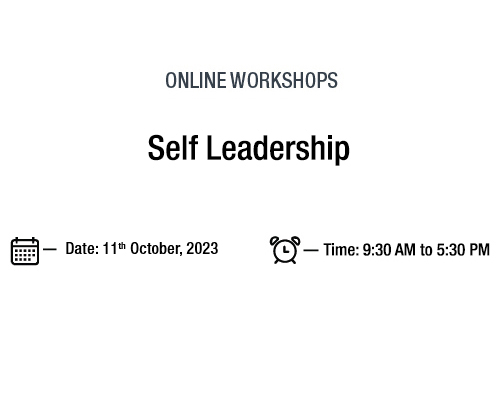 ONLINE WORKSHOPS
Self Leadership
Date: 11th October, 2023
Time: 9:30 AM to 5:30 PM